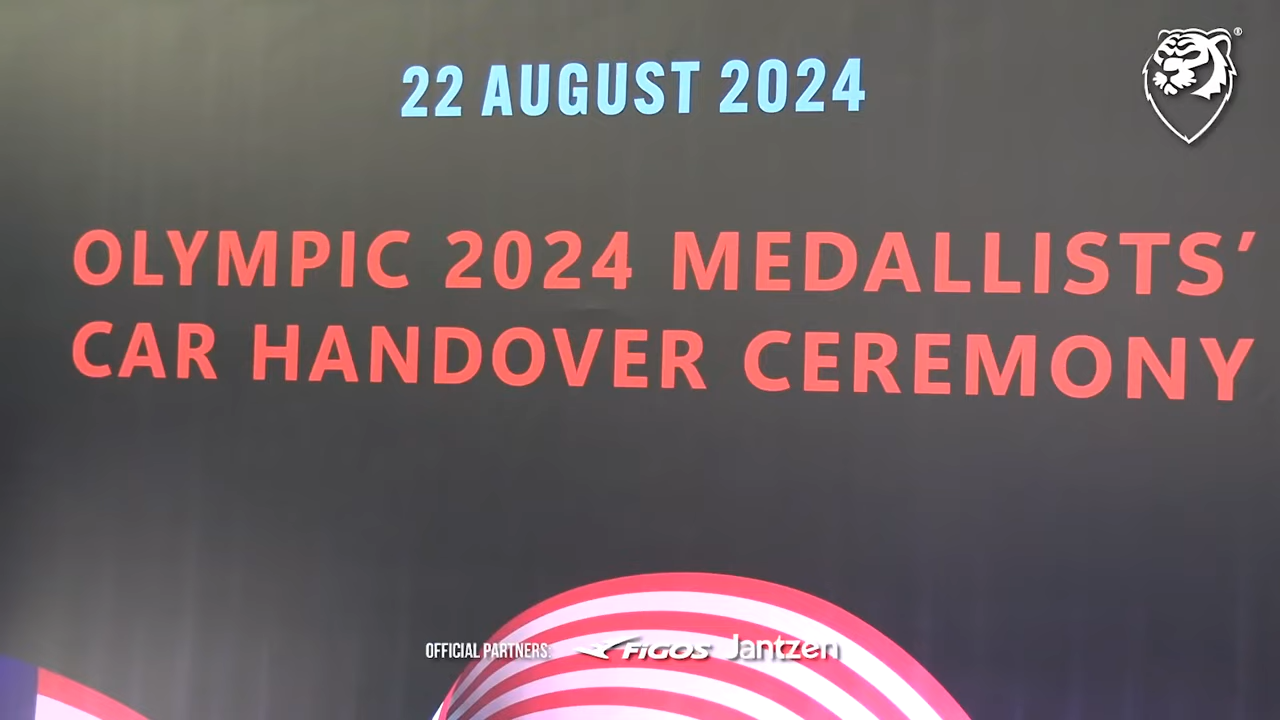 22 AUGUST 2024
OLYMPIC 2024 MEDALLISTS’
CAR HANDOVER CEREMONY
OFFICIAL PARTNERS: FIGOS Jantzen